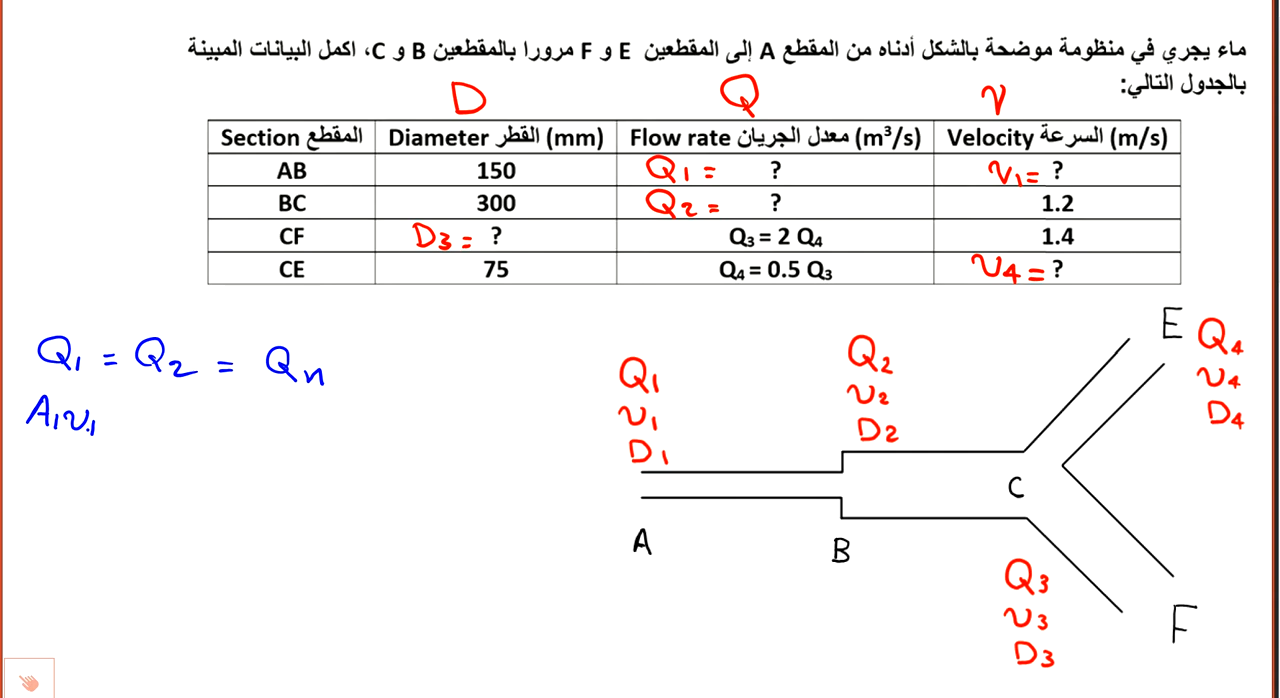 ماء يجري في منظومة موضحة بالشكل أدناه من المقطع A إلى المقطعين E و F مرورا بالمقطعين B و C، اكمل البيانات المبينة
بالجدول التالي:
D Q v
Section المقطع Diameter القطر (mm) Flow rate معدل الجريان (m³/s) Velocity السرعة (m/s)
AB 150 Q1 = ? v1 = ?
BC 300 Q2 = ? 1.2
CF D3 = ? Q3 = 2 Q4 1.4
CE 75 Q4 = 0.5 Q3 v4 = ?
Q1 = Q2 = Qn
A1v1
Q1
v1
D1
A
Q2
v2
D2
B
C
E
Q4
v4
D4
Q3
v3
D3
F